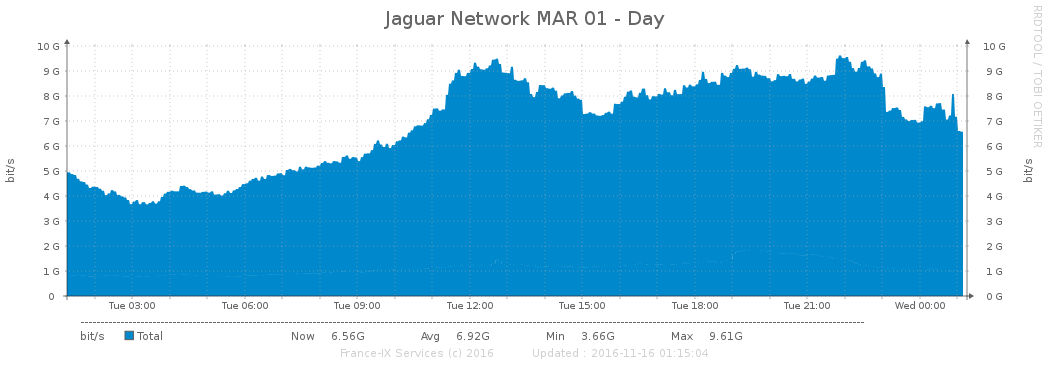 Jaguar Network MAR 01 - Day
RRDTOOL / TOBI OETIKER
bit/s
bit/s
10 G 10 G
9 G 9 G
8 G 8 G
7 G 7 G
6 G 6 G
5 G 5 G
4 G 4 G
3 G 3 G
2 G 2 G
1 G 1 G
0 0 G
Tue 03:00 Tue 06:00 Tue 09:00 Tue 12:00 Tue 15:00 Tue 18:00 Tue 21:00 Wed 00:00
bit/s Total Now 6.56G Avg 6.92G Min 3.66G Max 9.61G
France-IX Services (c) 2016 Updated : 2016-11-16 01:15:04